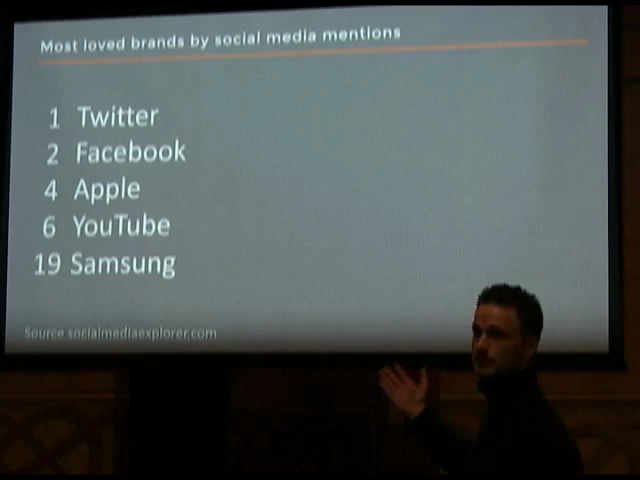 Most loved brands by social media mentions
1 Twitter
2 Facebook
4 Apple
6 YouTube
19 Samsung
Source socialmediaexplorer.com